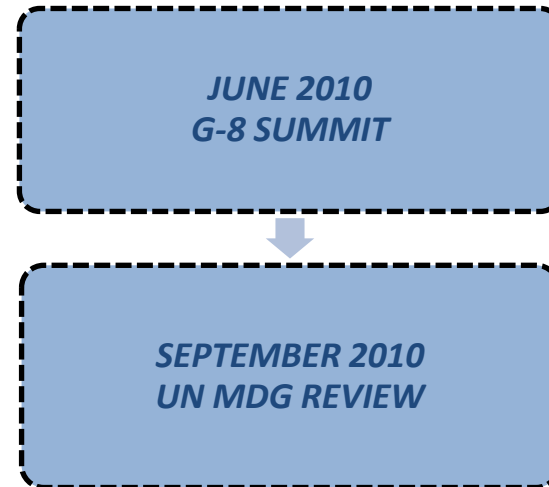 JUNE 2010
G-8 SUMMIT
SEPTEMBER 2010
UN MDG REVIEW